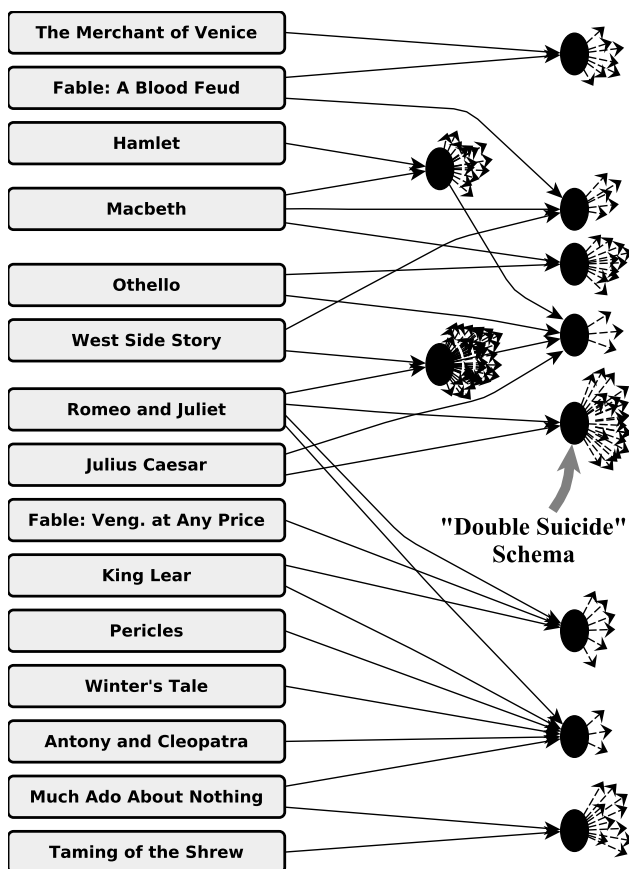 The Merchant of Venice
Fable: A Blood Feud
Hamlet
Macbeth
Othello
West Side Story
Romeo and Juliet
Julius Caesar
Fable: Veng. at Any Price
King Lear
Pericles
Winter's Tale
Antony and Cleopatra
Much Ado About Nothing
Taming of the Shrew
"Double Suicide"
Schema